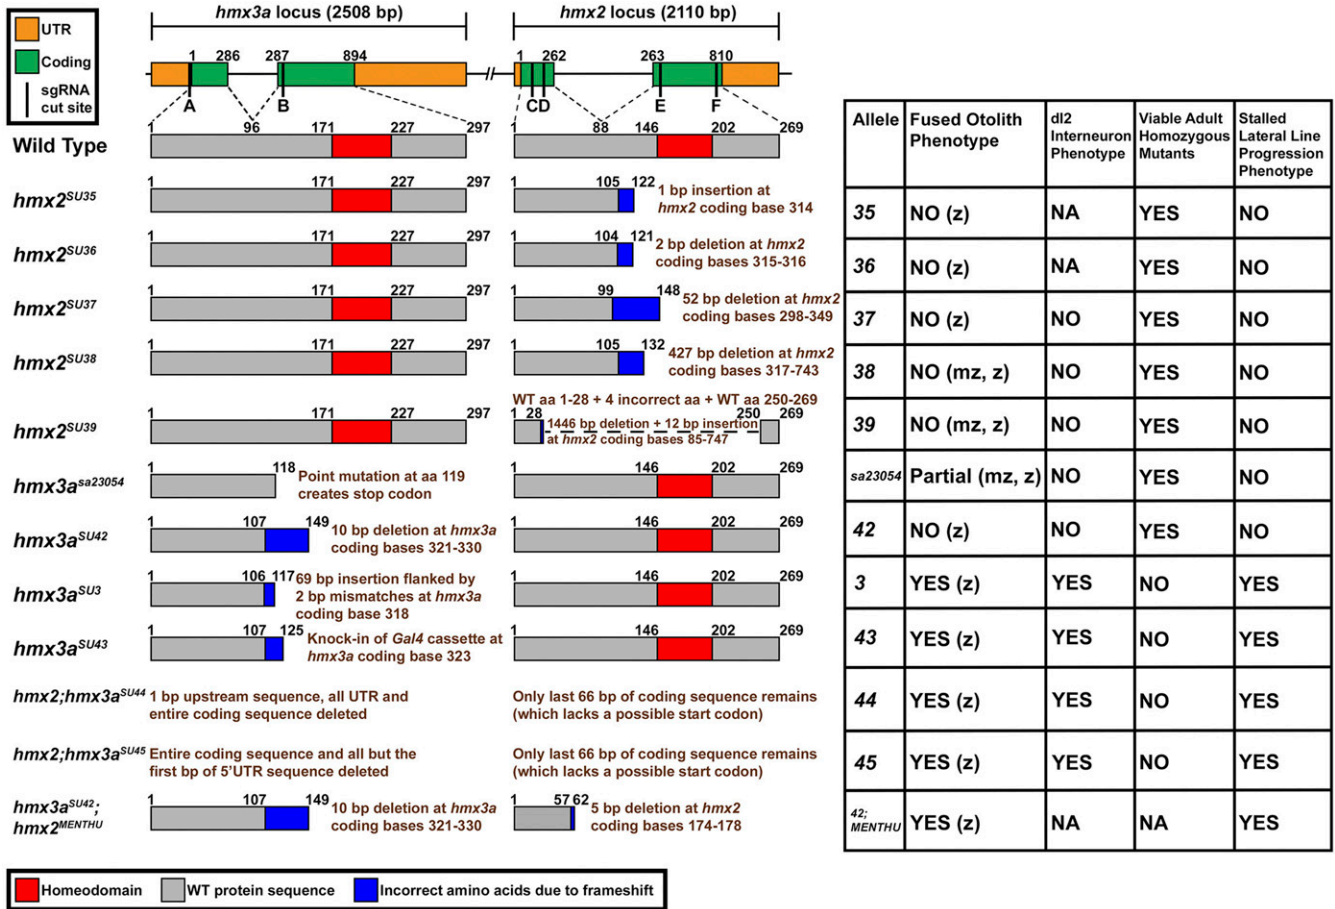 UTR
Coding
sgRNA
cut site
hmx3a locus (2508 bp)
hmx2 locus (2110 bp)
1 286 287 894
1 262 263 810
A B
C D E F
Wild Type
1 96 171 227 297
1 88 146 202 269
hmx2SU35
1 171 227 297
1 105 122
1 bp insertion at
hmx2 coding base 314
hmx2SU36
1 171 227 297
1 104 121
2 bp deletion at hmx2
coding bases 315-316
hmx2SU37
1 171 227 297
1 99 148
52 bp deletion at hmx2
coding bases 298-349
hmx2SU38
1 171 227 297
1 105 132
427 bp deletion at hmx2
coding bases 317-743
hmx2SU39
1 171 227 297
WT aa 1-28 + 4 incorrect aa + WT aa 250-269
1 28 250 269
1446 bp deletion + 12 bp insertion
at hmx2 coding bases 85-747
hmx3asa23054
1 118
Point mutation at aa 119
creates stop codon
1 146 202 269
hmx3aSU42
1 107 149
10 bp deletion at hmx3a
coding bases 321-330
1 146 202 269
hmx3aSU3
1 106 117
69 bp insertion flanked by
2 bp mismatches at hmx3a
coding base 318
1 146 202 269
hmx3aSU43
1 107 125
Knock-in of Gal4 cassette at
hmx3a coding base 323
1 146 202 269
hmx2;hmx3aSU44
1 bp upstream sequence, all UTR and
entire coding sequence deleted
Only last 66 bp of coding sequence remains
(which lacks a possible start codon)
hmx2;hmx3aSU45
Entire coding sequence and all but the
first bp of 5'UTR sequence deleted
Only last 66 bp of coding sequence remains
(which lacks a possible start codon)
hmx3aSU42;
hmx2MENTHU
1 107 149
10 bp deletion at hmx3a
coding bases 321-330
1 57 62
5 bp deletion at hmx2
coding bases 174-178
Homeodomain
WT protein sequence
Incorrect amino acids due to frameshift
Allele
Fused Otolith
Phenotype
dI2
Interneuron
Phenotype
Viable Adult
Homozygous
Mutants
Stalled
Lateral Line
Progression
Phenotype
35 NO (z) NA YES NO
36 NO (z) NA YES NO
37 NO (z) NO YES NO
38 NO (mz, z) NO YES NO
39 NO (mz, z) NO YES NO
sa23054 Partial (mz, z) NO YES NO
42 NO (z) NO YES NO
3 YES (z) YES NO YES
43 YES (z) YES NO YES
44 YES (z) YES NO YES
45 YES (z) YES NO YES
42;
MENTHU YES (z) NA NA YES